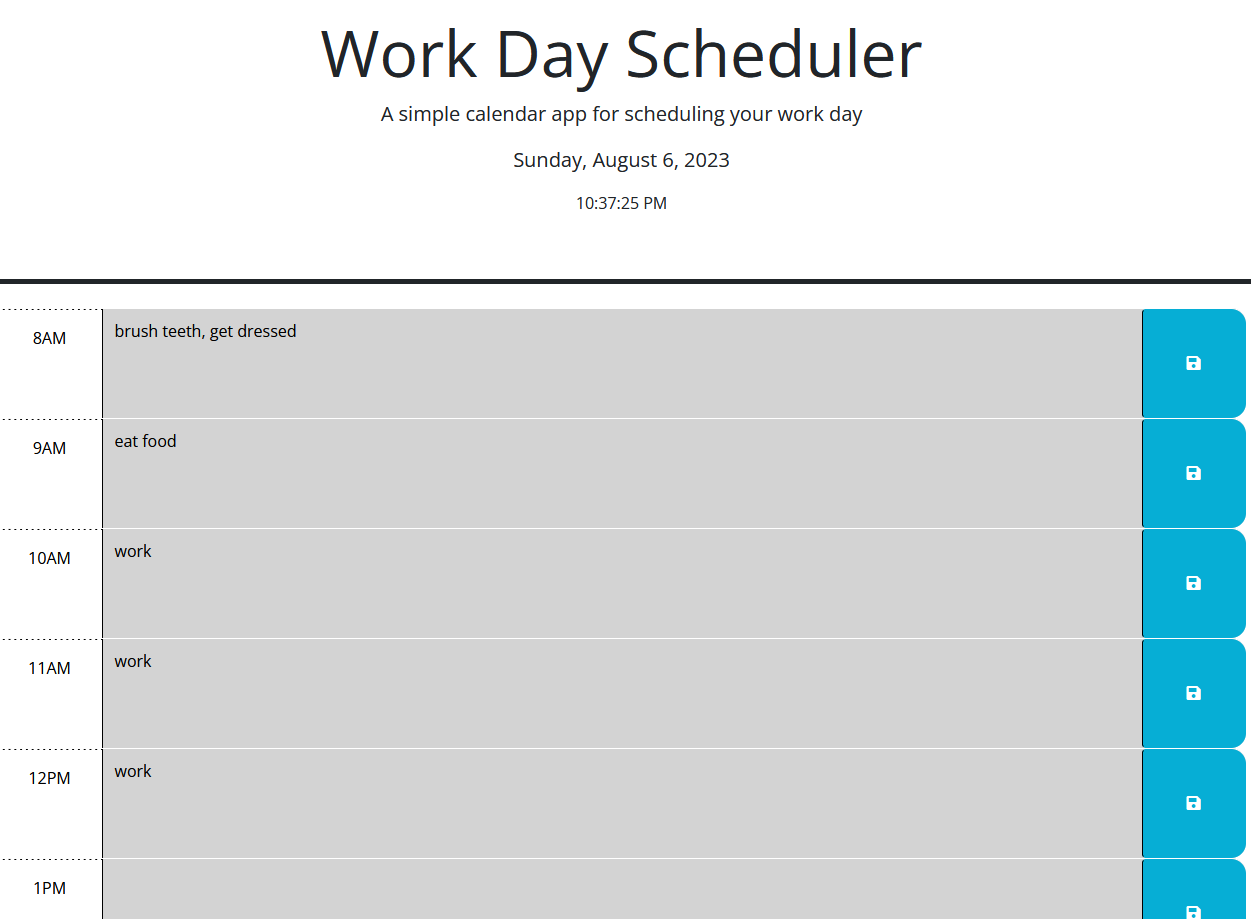 Work Day Scheduler
A simple calendar app for scheduling your work day
Sunday, August 6, 2023
10:37:25 PM
8AM
brush teeth, get dressed
9AM
eat food
10AM
work
11AM
work
12PM
work
1PM